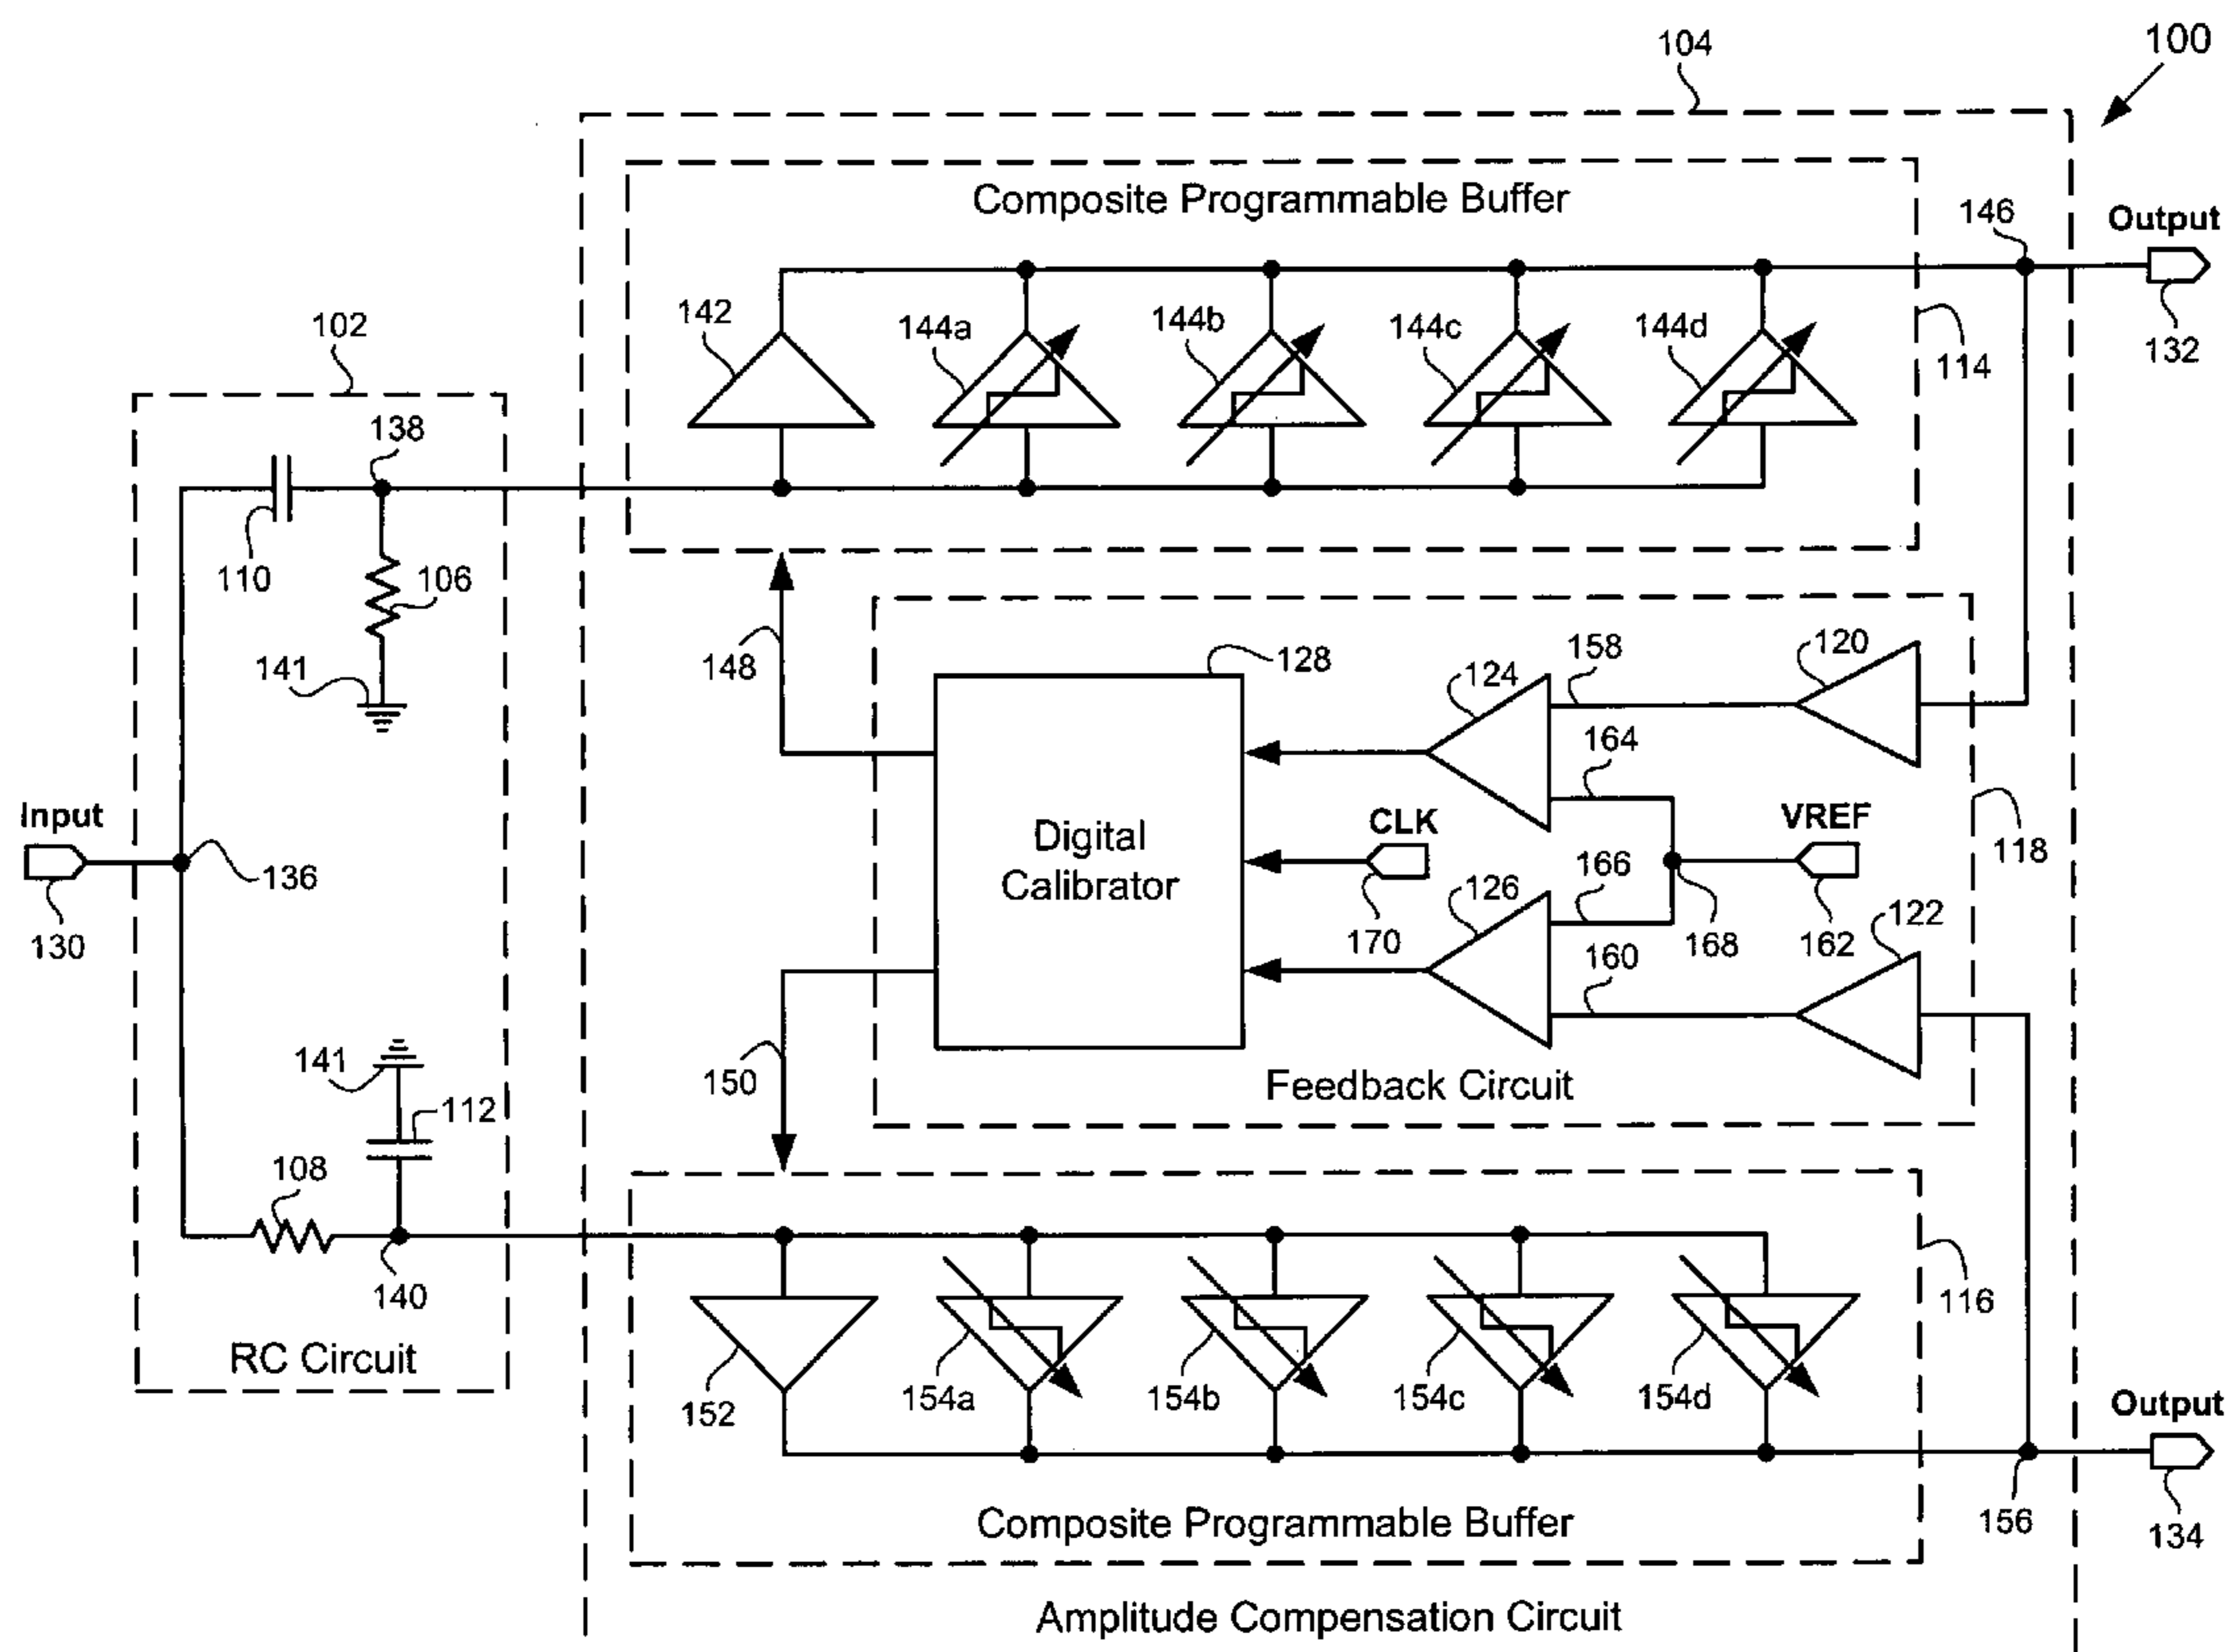 100
104
Composite Programmable Buffer
146
Output
132
142
144a
144b
144c
144d
114
102
138
110
106
141
148
128
124
158
120
164
Input
136
130
Digital
Calibrator
CLK
170
VREF
162
118
168
126
166
160
122
141
112
150
Feedback Circuit
108
140
RC Circuit
152
154a
154b
154c
154d
116
Output
134
156
Composite Programmable Buffer
Amplitude Compensation Circuit